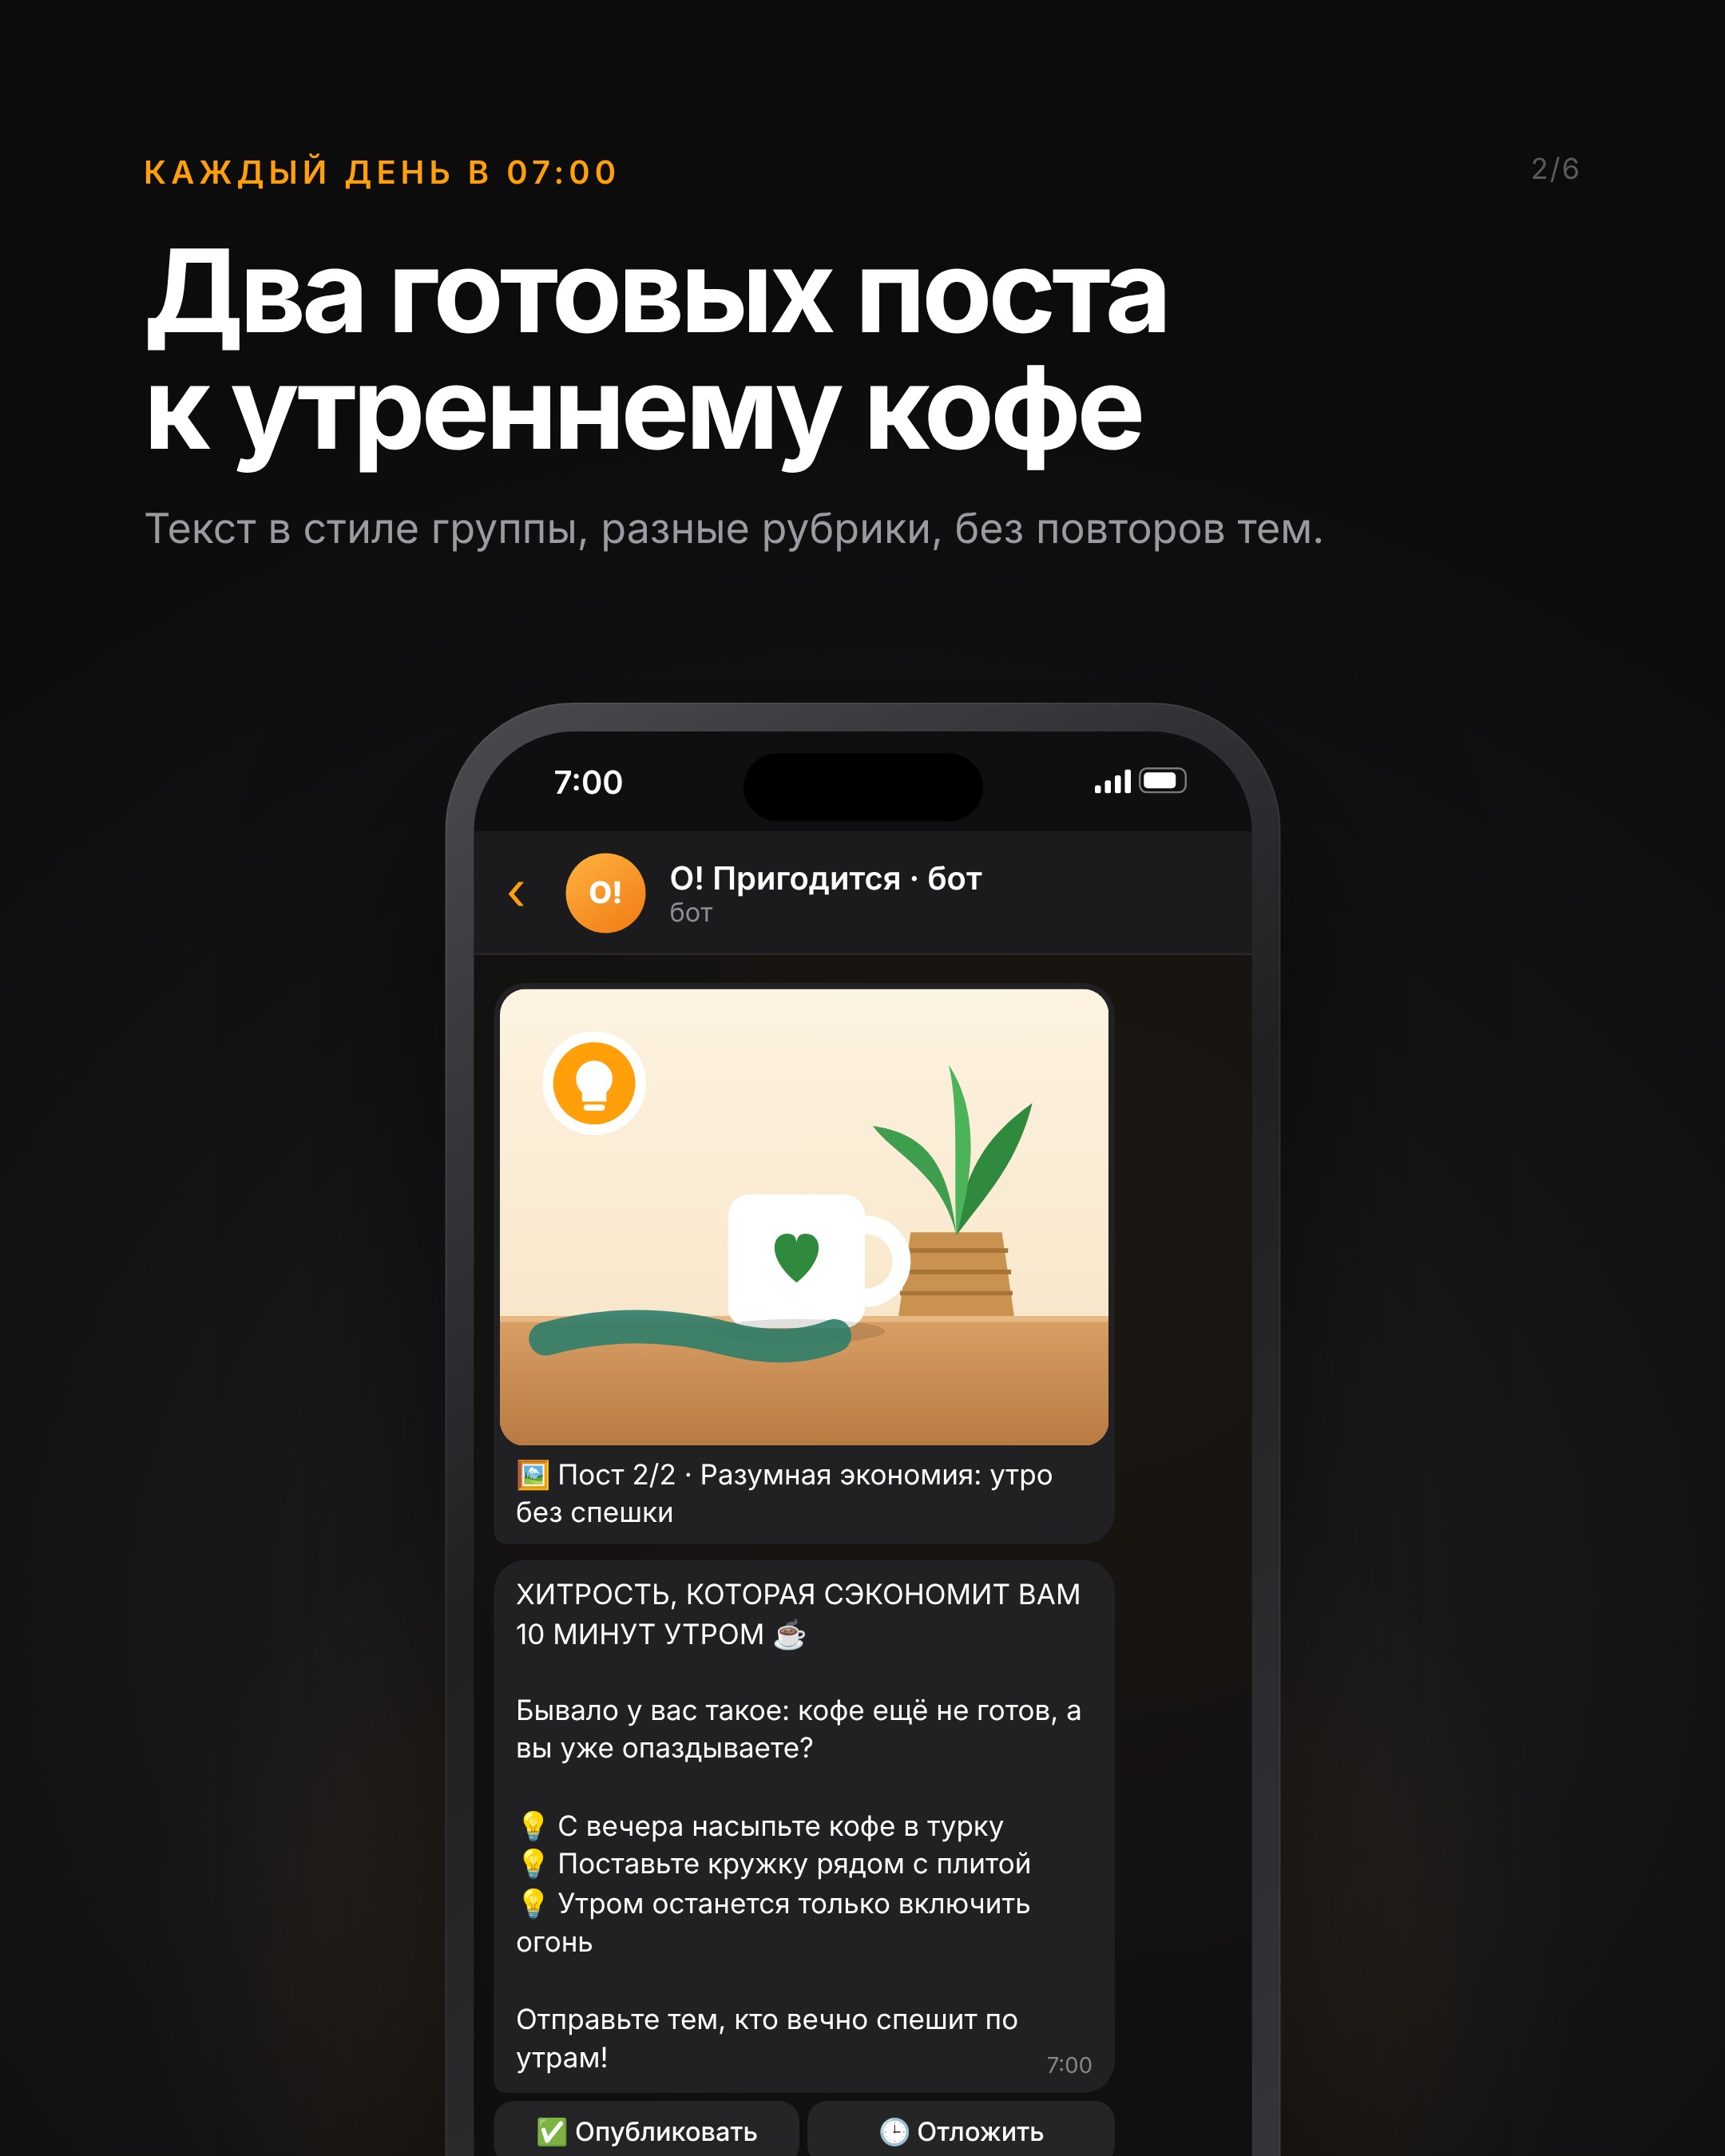 КАЖДЫЙ ДЕНЬ В 07:00
2/6
Два готовых поста
к утреннему кофе
Текст в стиле группы, разные рубрики, без повторов тем.
7:00
‹
О!
О! Пригодится · бот
бот
🖼️ Пост 2/2 · Разумная экономия: утро
без спешки
ХИТРОСТЬ, КОТОРАЯ СЭКОНОМИТ ВАМ
10 МИНУТ УТРОМ ☕
Бывало у вас такое: кофе ещё не готов, а
вы уже опаздываете?
💡 С вечера насыпьте кофе в турку
💡 Поставьте кружку рядом с плитой
💡 Утром останется только включить
огонь
Отправьте тем, кто вечно спешит по
утрам!
7:00
✅ Опубликовать
🕒 Отложить